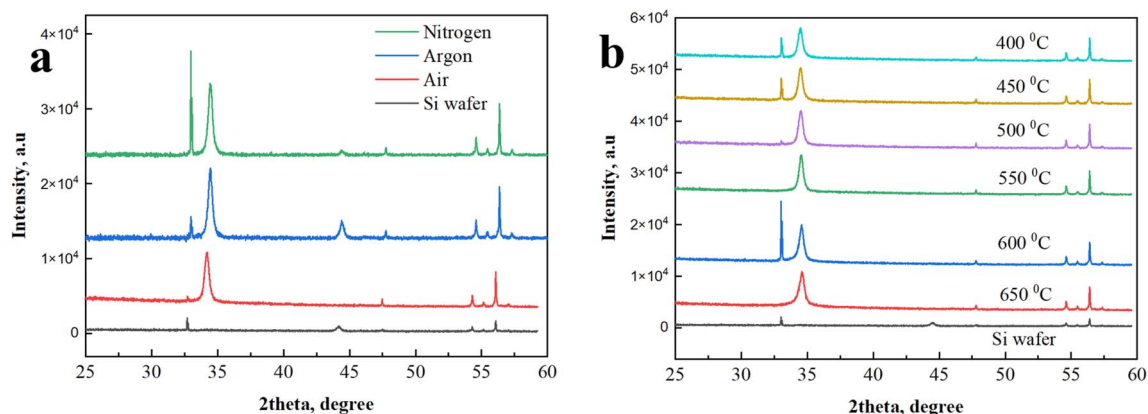 a
Nitrogen
Argon
Air
Si wafer
4×10⁴
3×10⁴
2×10⁴
1×10⁴
0
Intensity, a.u
25 30 35 40 45 50 55 60
2theta, degree
b
400 ⁰C
450 ⁰C
500 ⁰C
550 ⁰C
600 ⁰C
650 ⁰C
Si wafer
6×10⁴
5×10⁴
4×10⁴
3×10⁴
2×10⁴
1×10⁴
0
Intensity, a.u
25 30 35 40 45 50 55 60
2theta, degree